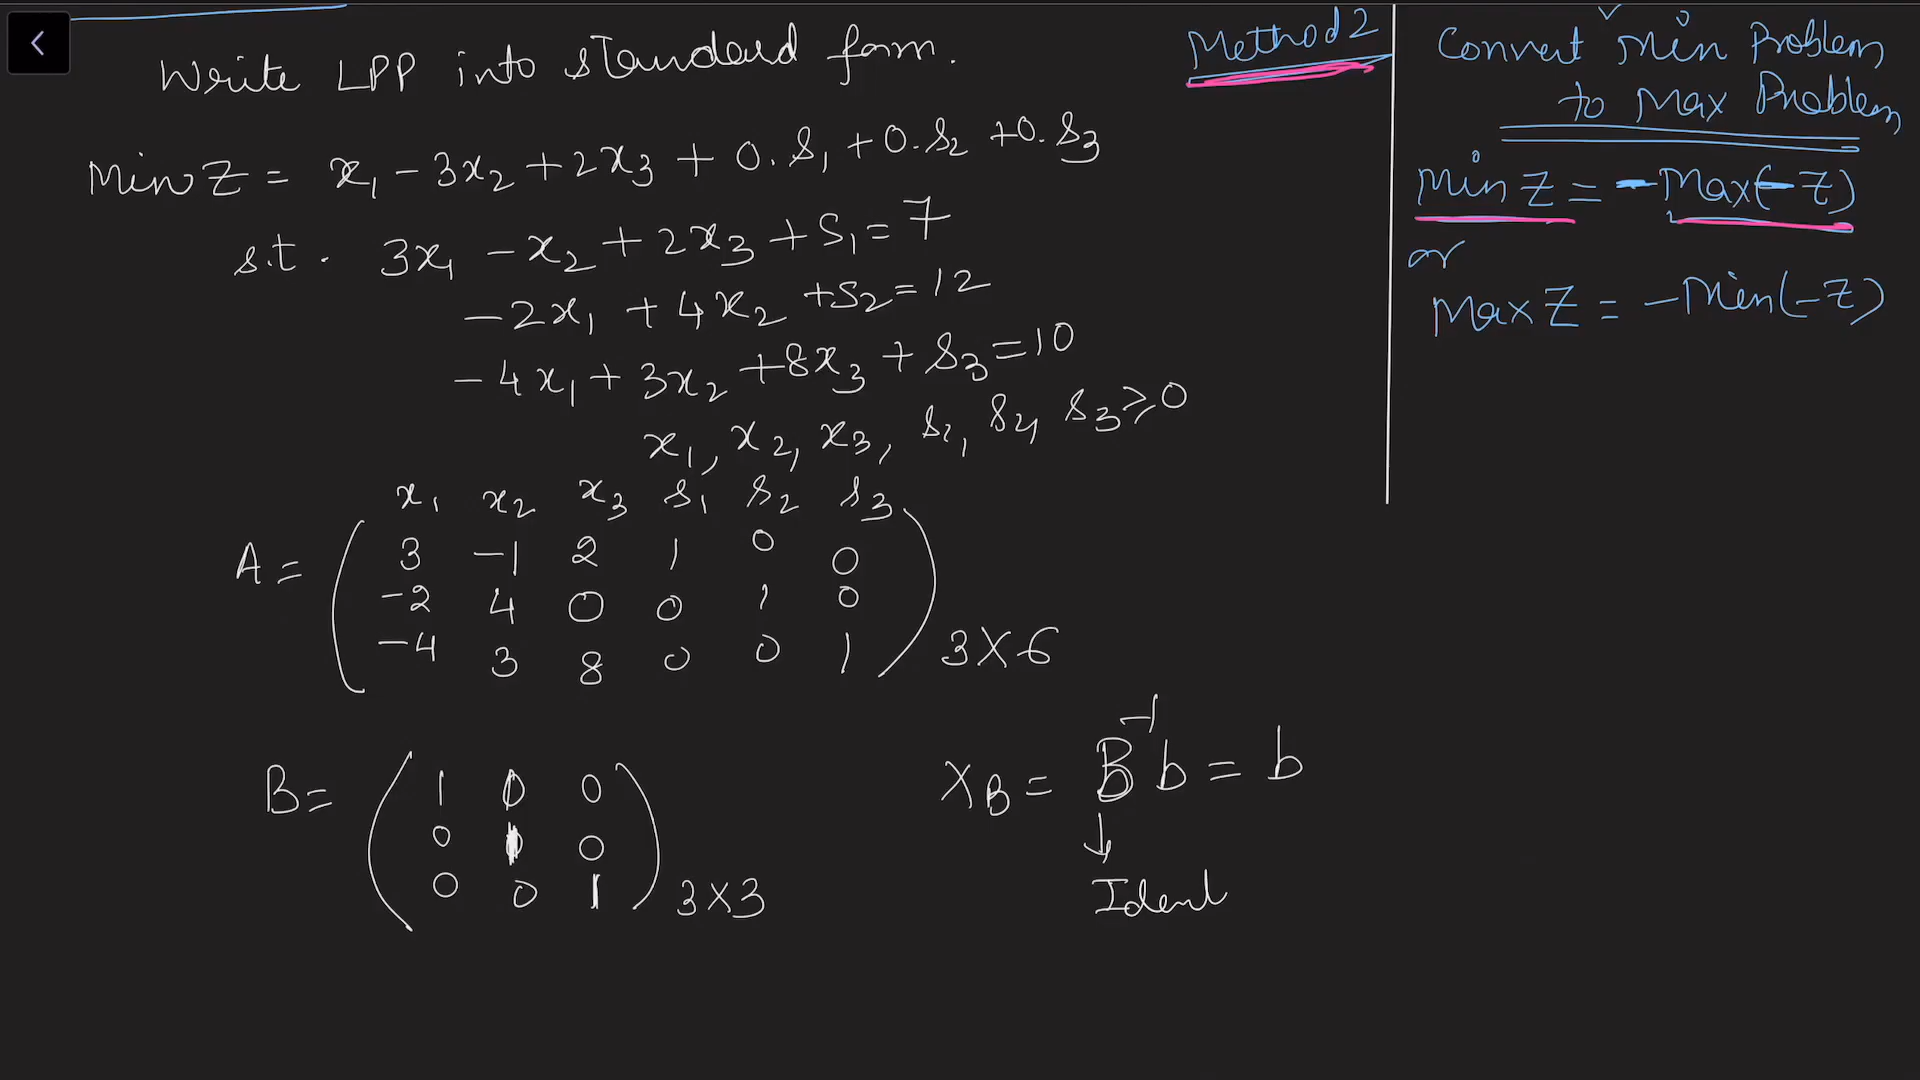 Write LPP into standard form.
Min Z = x₁ - 3x₂ + 2x₃ + 0.s₁ + 0.s₂ + 0.s₃
s.t. 3x₁ - x₂ + 2x₃ + s₁ = 7
-2x₁ + 4x₂ + s₂ = 12
-4x₁ + 3x₂ + 8x₃ + s₃ = 10
x₁, x₂, x₃, s₁, s₂, s₃ ≥ 0
x₁ x₂ x₃ s₁ s₂ s₃
A = ( 3 -1 2 1 0 0
-2 4 0 0 1 0
-4 3 8 0 0 1 ) 3×6
B = ( 1 0 0
0 1 0
0 0 1 ) 3×3
X_B = B⁻¹ b = b
↓
Ident
Method 2
Convert Min Problem
to Max Problem
Min Z = -Max(-Z)
or
Max Z = -Min(-Z)